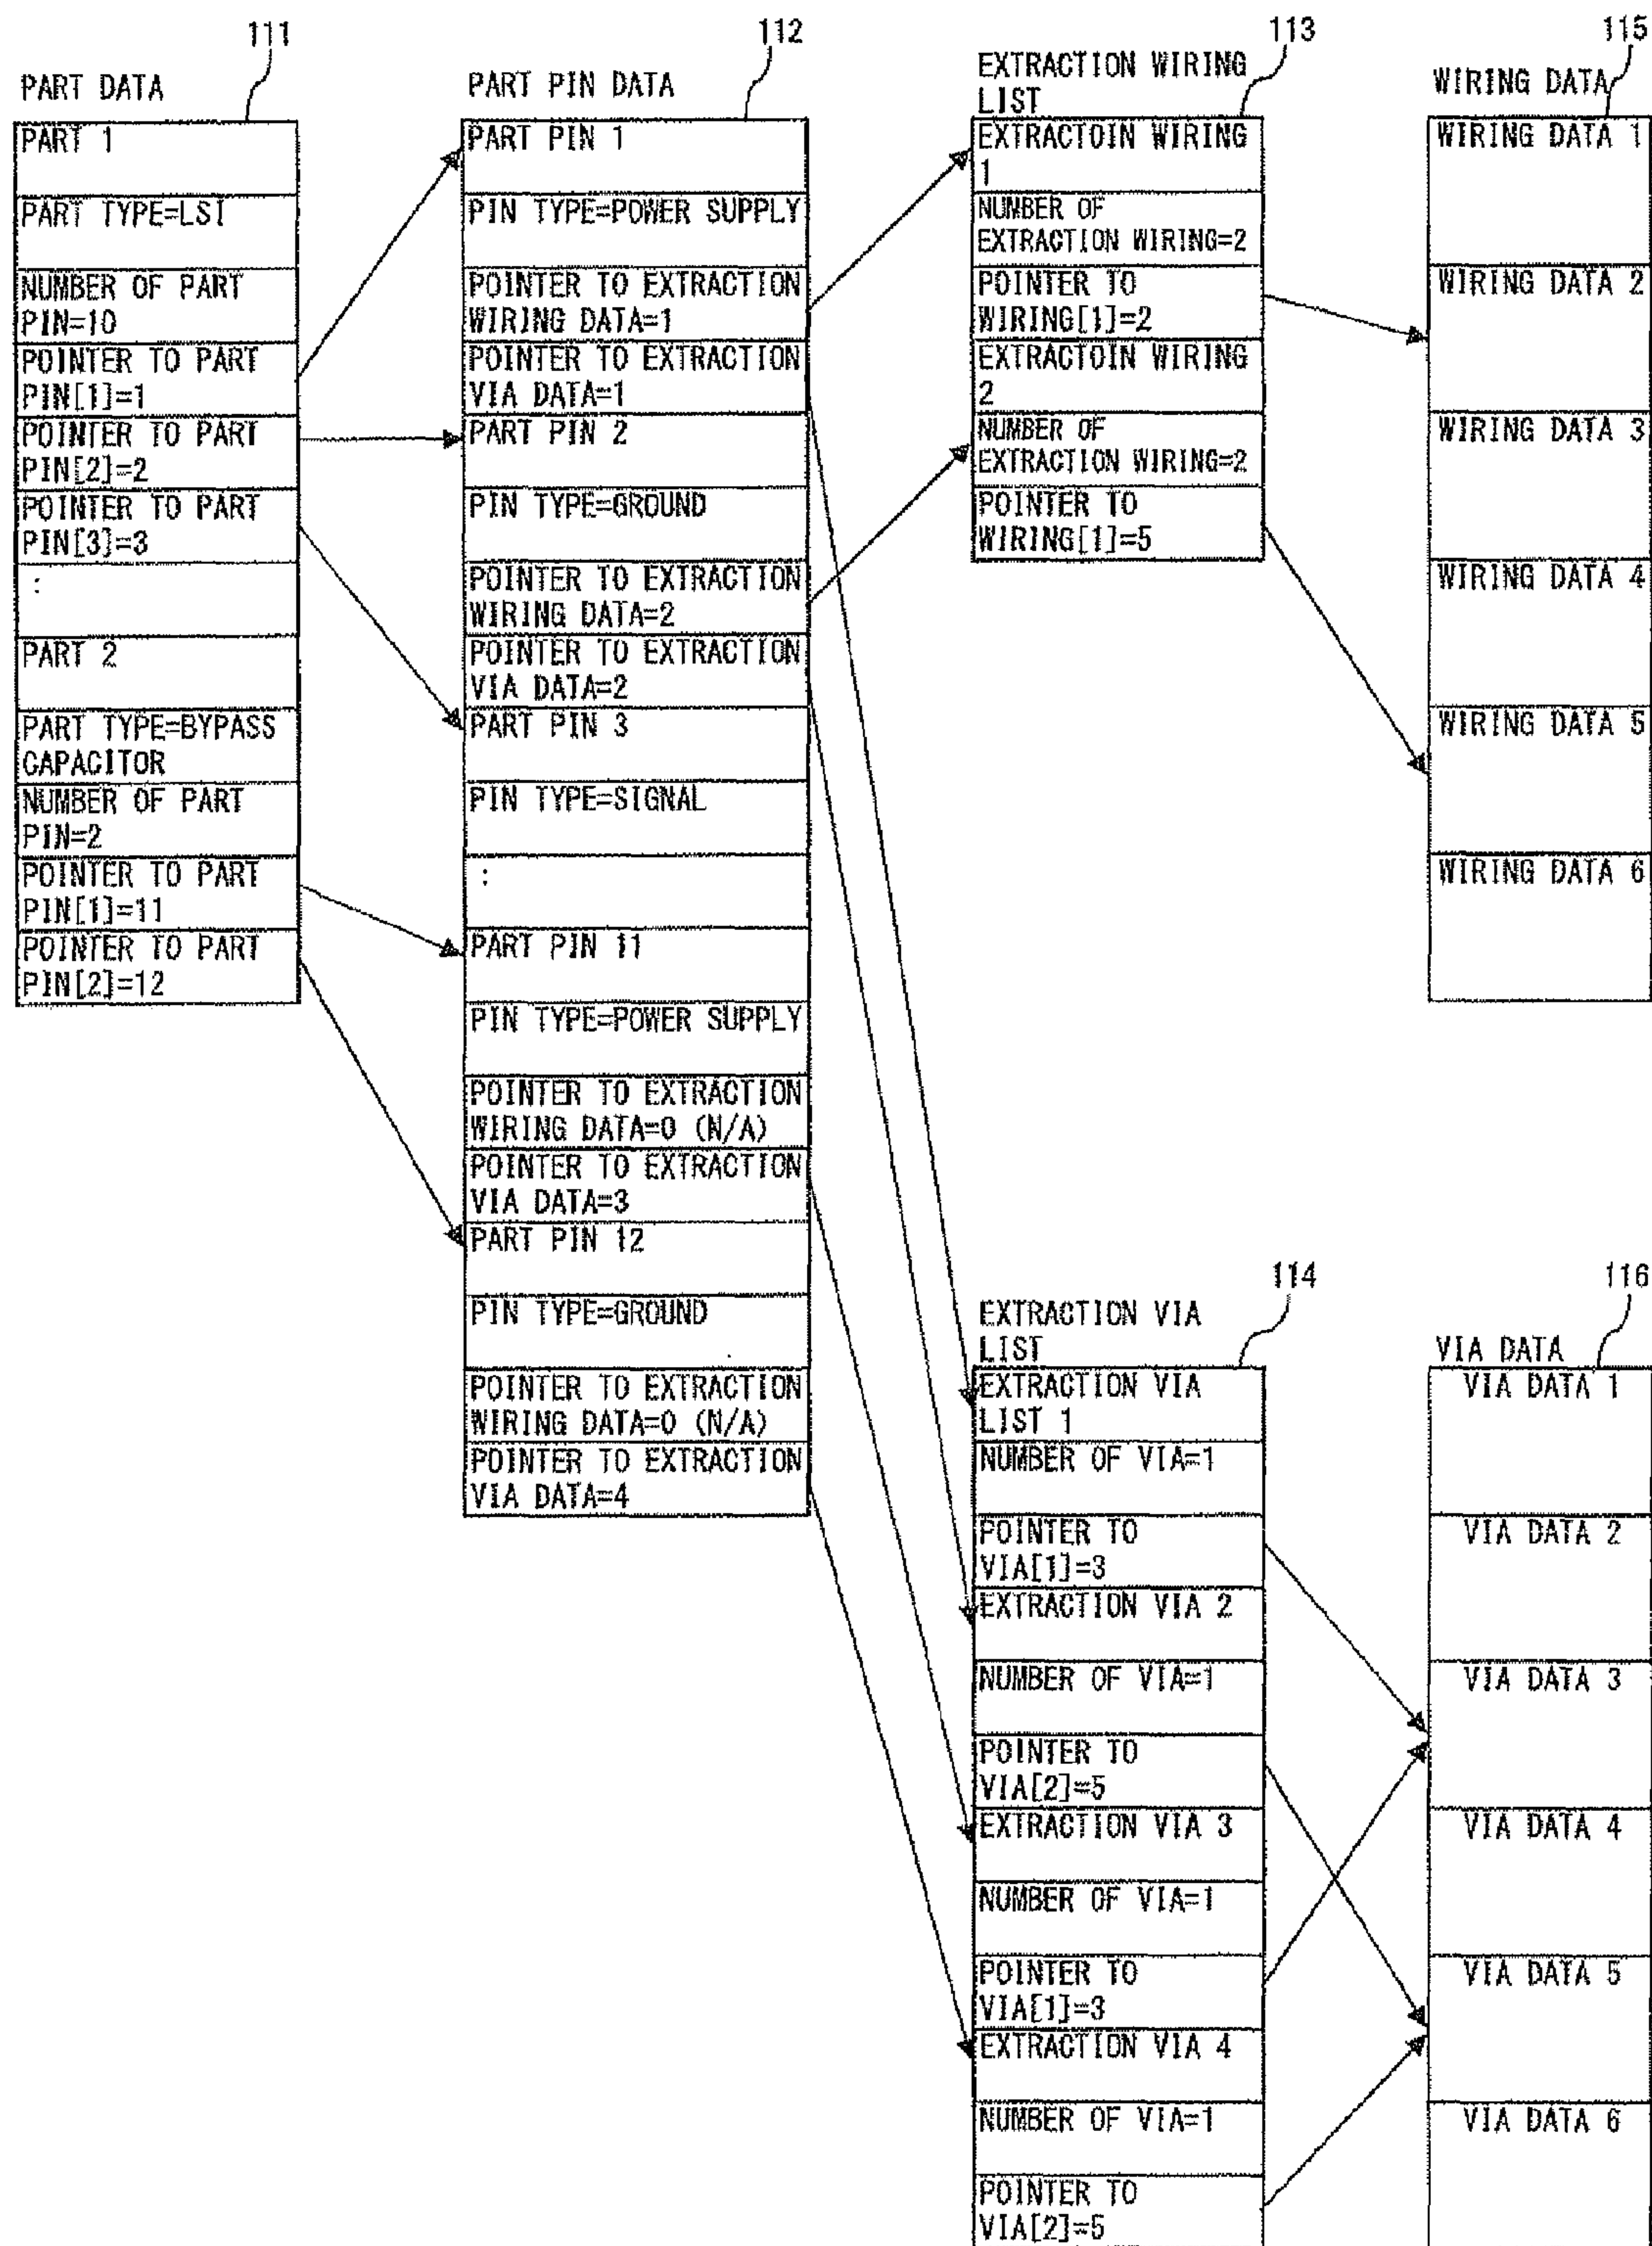 111
PART DATA
PART 1
PART TYPE=LSI
NUMBER OF PART
PIN=10
POINTER TO PART
PIN[1]=1
POINTER TO PART
PIN[2]=2
POINTER TO PART
PIN[3]=3
:
PART 2
PART TYPE=BYPASS
CAPACITOR
NUMBER OF PART
PIN=2
POINTER TO PART
PIN[1]=11
POINTER TO PART
PIN[2]=12
112
PART PIN DATA
PART PIN 1
PIN TYPE=POWER SUPPLY
POINTER TO EXTRACTION
WIRING DATA=1
POINTER TO EXTRACTION
VIA DATA=1
PART PIN 2
PIN TYPE=GROUND
POINTER TO EXTRACTION
WIRING DATA=2
POINTER TO EXTRACTION
VIA DATA=2
PART PIN 3
PIN TYPE=SIGNAL
:
PART PIN 11
PIN TYPE=POWER SUPPLY
POINTER TO EXTRACTION
WIRING DATA=0 (N/A)
POINTER TO EXTRACTION
VIA DATA=3
PART PIN 12
PIN TYPE=GROUND
POINTER TO EXTRACTION
WIRING DATA=0 (N/A)
POINTER TO EXTRACTION
VIA DATA=4
113
EXTRACTION WIRING
LIST
EXTRACTOIN WIRING
1
NUMBER OF
EXTRACTION WIRING=2
POINTER TO
WIRING[1]=2
EXTRACTOIN WIRING
2
NUMBER OF
EXTRACTION WIRING=2
POINTER TO
WIRING[1]=5
115
WIRING DATA
WIRING DATA 1
WIRING DATA 2
WIRING DATA 3
WIRING DATA 4
WIRING DATA 5
WIRING DATA 6
114
EXTRACTION VIA
LIST
EXTRACTION VIA
LIST 1
NUMBER OF VIA=1
POINTER TO
VIA[1]=3
EXTRACTION VIA 2
NUMBER OF VIA=1
POINTER TO
VIA[2]=5
EXTRACTION VIA 3
NUMBER OF VIA=1
POINTER TO
VIA[1]=3
EXTRACTION VIA 4
NUMBER OF VIA=1
POINTER TO
VIA[2]=5
116
VIA DATA
VIA DATA 1
VIA DATA 2
VIA DATA 3
VIA DATA 4
VIA DATA 5
VIA DATA 6